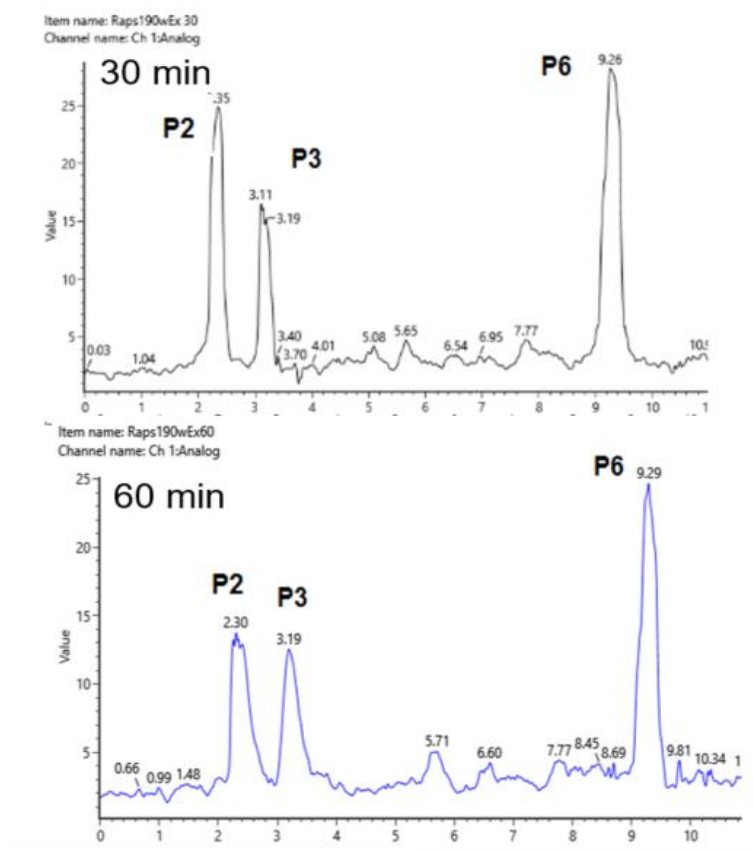 Item name: Raps190wEx 30
Channel name: Ch 1:Analog
30 min
P2
.35
P3
3.11
3.19
P6
9.26
25
20
15
10
5
Value
0.03
1.04
3.40
3.70
4.01
5.08
5.65
6.54
6.95
7.77
0 1 2 3 4 5 6 7 8 9 10 1
Item name: Raps190wEx60
Channel name: Ch 1:Analog
60 min
P2
2.30
P3
3.19
P6
9.29
25
20
15
10
5
Value
0.66
0.99
1.48
5.71
6.60
7.77
8.45
8.69
9.81
10.34
1
0 1 2 3 4 5 6 7 8 9 10